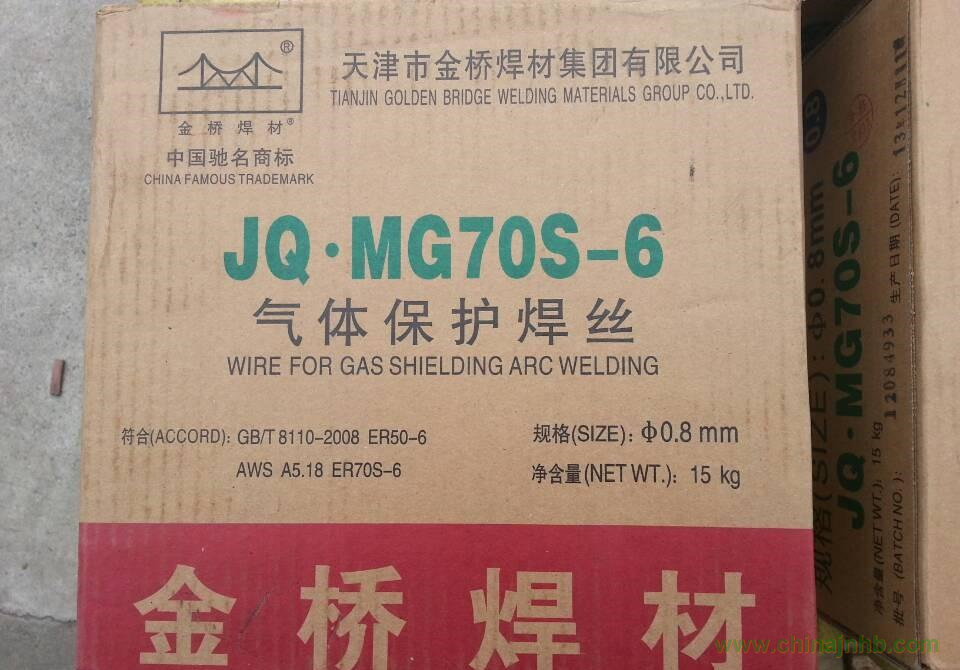 ®
金桥焊材®
中国驰名商标
CHINA FAMOUS TRADEMARK
天津市金桥焊材集团有限公司
TIANJIN GOLDEN BRIDGE WELDING MATERIALS GROUP CO.,LTD.
JQ·MG70S-6
气体保护焊丝
WIRE FOR GAS SHIELDING ARC WELDING
符合(ACCORD): GB/T 8110-2008 ER50-6
AWS A5.18 ER70S-6
规格(SIZE): Φ0.8 mm
净含量(NET WT.): 15 kg
金桥焊材
0.8
规格(SIZE): Φ0.8mm
JQ·MG70S-6
净含量(NET WT.): 15 kg
批号 (BATCH NO.):
12084933
生产日期 (DATE):
www.chinajnhb.com